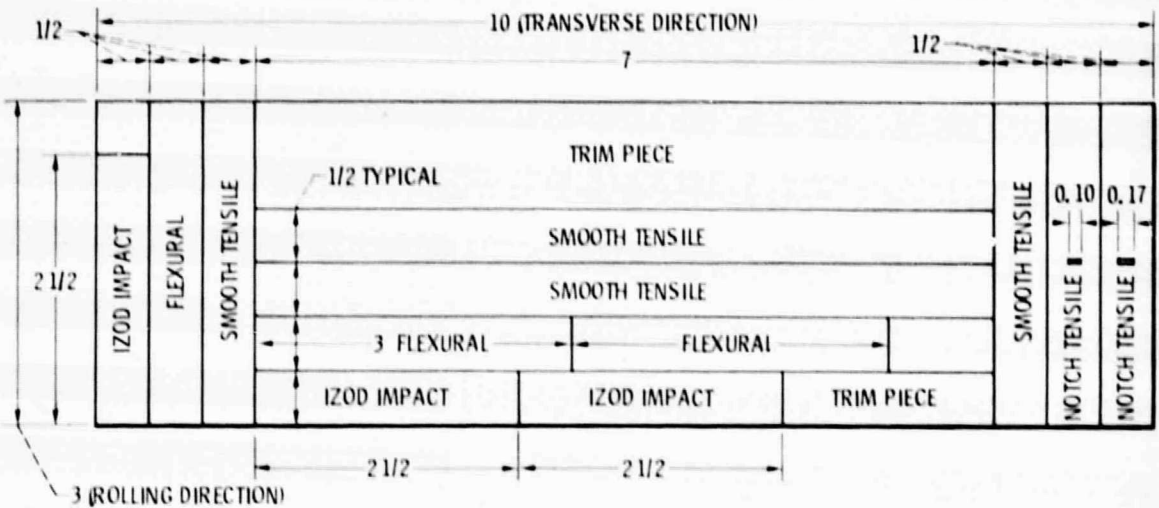 10 (TRANSVERSE DIRECTION)
1/2
1/2
7
TRIM PIECE
1/2 TYPICAL
0.10
0.17
SMOOTH TENSILE
SMOOTH TENSILE
2 1/2
IZOD IMPACT
FLEXURAL
SMOOTH TENSILE
SMOOTH TENSILE
NOTCH TENSILE
NOTCH TENSILE
3 FLEXURAL
FLEXURAL
IZOD IMPACT
IZOD IMPACT
TRIM PIECE
2 1/2
2 1/2
3 (ROLLING DIRECTION)